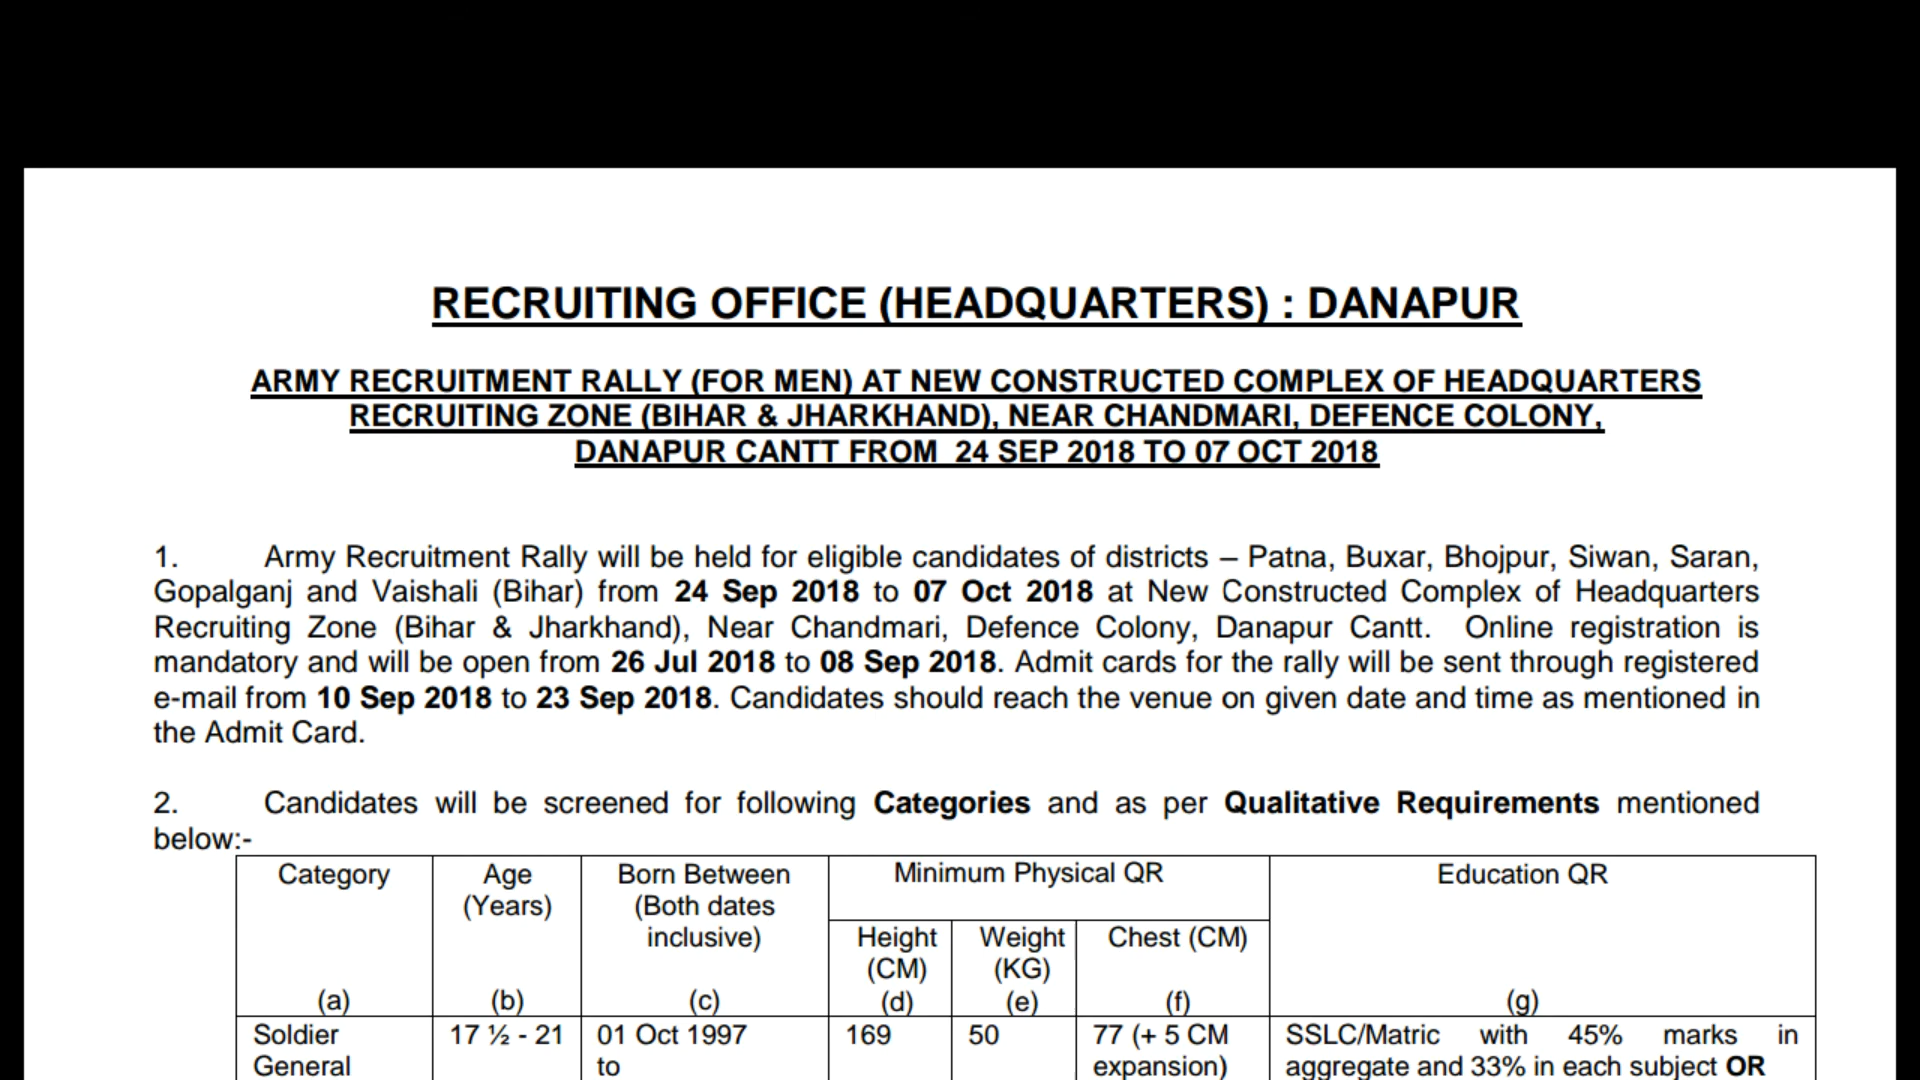 RECRUITING OFFICE (HEADQUARTERS) : DANAPUR
ARMY RECRUITMENT RALLY (FOR MEN) AT NEW CONSTRUCTED COMPLEX OF HEADQUARTERS
RECRUITING ZONE (BIHAR & JHARKHAND), NEAR CHANDMARI, DEFENCE COLONY,
DANAPUR CANTT FROM 24 SEP 2018 TO 07 OCT 2018
1. Army Recruitment Rally will be held for eligible candidates of districts – Patna, Buxar, Bhojpur, Siwan, Saran,
Gopalganj and Vaishali (Bihar) from 24 Sep 2018 to 07 Oct 2018 at New Constructed Complex of Headquarters
Recruiting Zone (Bihar & Jharkhand), Near Chandmari, Defence Colony, Danapur Cantt. Online registration is
mandatory and will be open from 26 Jul 2018 to 08 Sep 2018. Admit cards for the rally will be sent through registered
e-mail from 10 Sep 2018 to 23 Sep 2018. Candidates should reach the venue on given date and time as mentioned in
the Admit Card.
2. Candidates will be screened for following Categories and as per Qualitative Requirements mentioned
below:-
Category Age Born Between Minimum Physical QR Education QR
(Years) (Both dates
inclusive) Height Weight Chest (CM)
(CM) (KG)
(a) (b) (c) (d) (e) (f) (g)
Soldier 17 ½ - 21 01 Oct 1997 169 50 77 (+ 5 CM SSLC/Matric with 45% marks in
General to expansion) aggregate and 33% in each subject OR